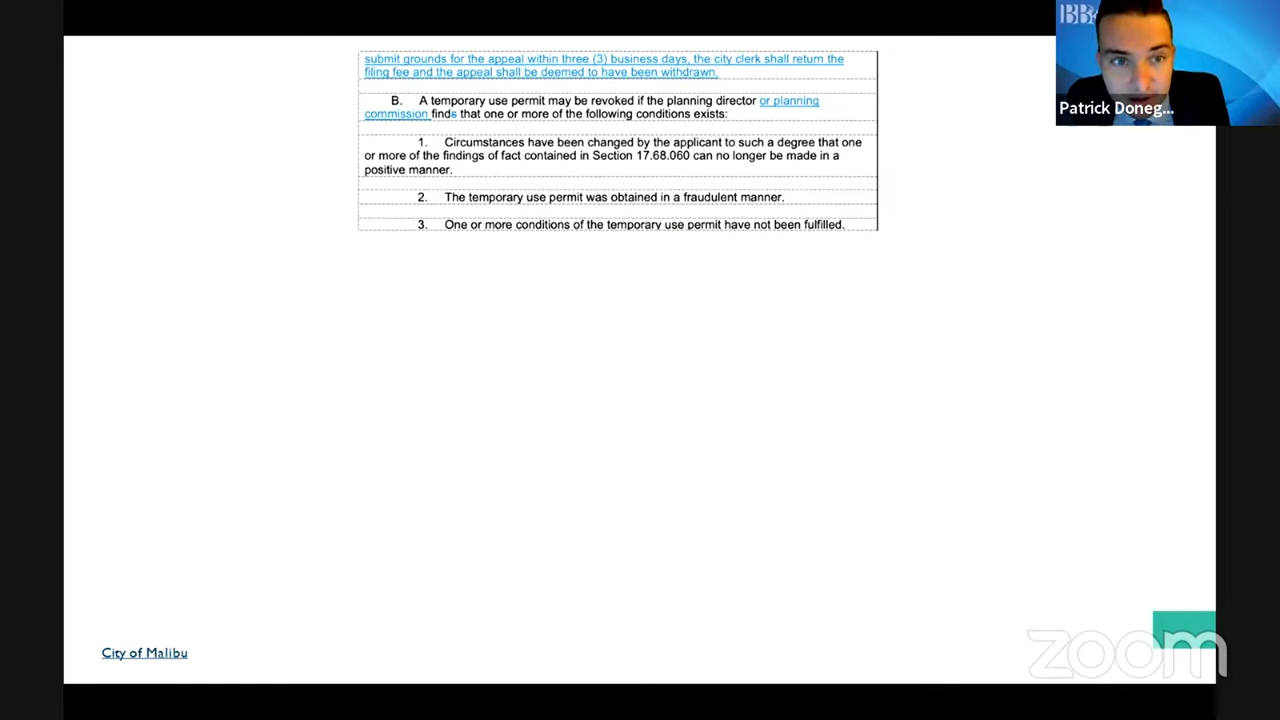 BB
Patrick Doneg...
submit grounds for the appeal within three (3) business days, the city clerk shall return the
filing fee and the appeal shall be deemed to have been withdrawn.
B. A temporary use permit may be revoked if the planning director or planning
commission finds that one or more of the following conditions exists:
1. Circumstances have been changed by the applicant to such a degree that one
or more of the findings of fact contained in Section 17.68.060 can no longer be made in a
positive manner.
2. The temporary use permit was obtained in a fraudulent manner.
3. One or more conditions of the temporary use permit have not been fulfilled.
City of Malibu
zoom